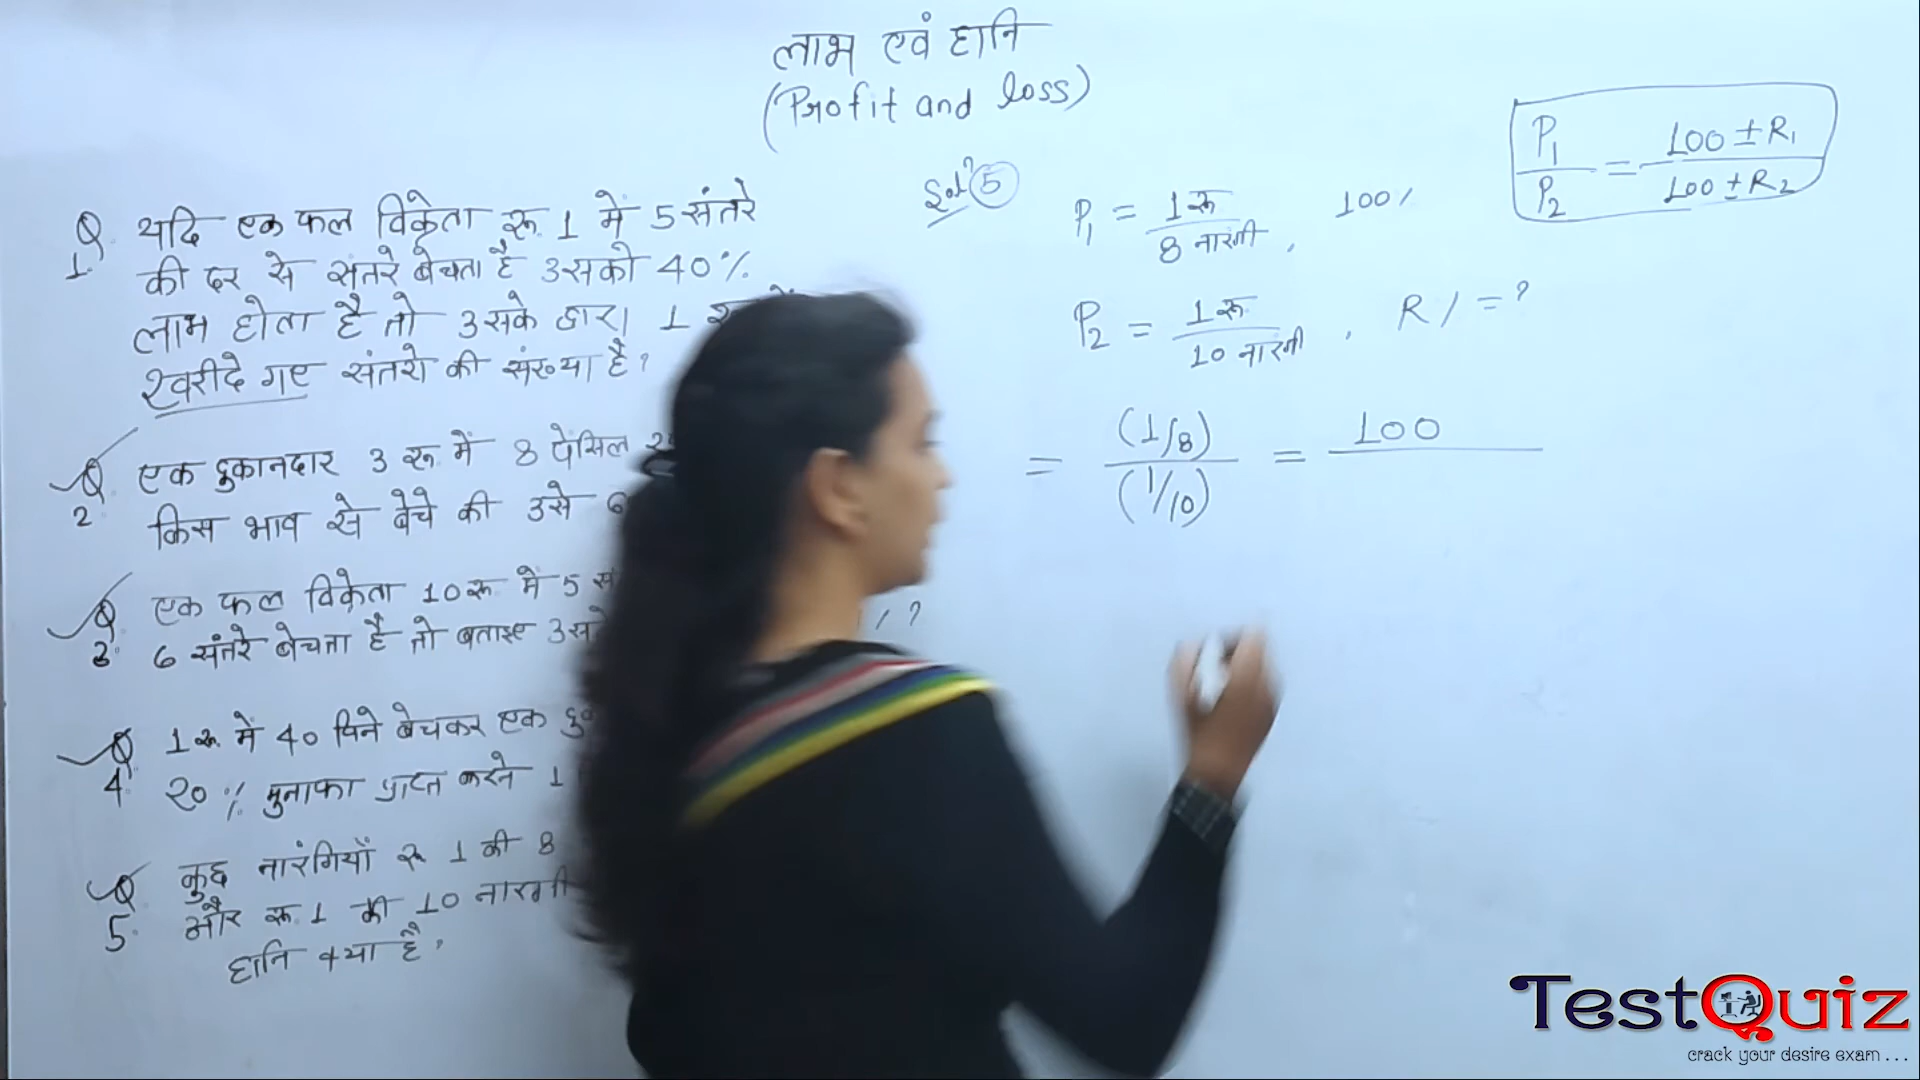 लाभ एवं हानि
(Profit and loss)
Q यदि एक फल विक्रेता रू. 1 में 5 संतरे
1. की दर से संतरे बेचता है उसको 40%
लाभ होता है तो उसके द्वारा 1
खरीदे गए संतरो की संख्या है?
Q एक दुकानदार 3 रू में 8 पेंसिल
2 किस भाव से बेचे की उसे
Q एक फल विक्रेता 10 रू में 5
3. 6 संतरे बेचता है तो बताइए
Q 1 रू में 40 पिने बेचकर एक
4. 20% मुनाफा प्राप्त करने 1
Q कुछ नारंगियाँ रू 1 की 8
5. और रू. 1 की 10 नारंगी
हानि क्या है?
Solⁿ 5
P₁ = 1रू / 8 नारंगी , 100%
P₂ = 1रू / 10 नारंगी , R% = ?
= (1/8) / (1/10) = 100
P₁ / P₂ = 100 ± R₁ / 100 ± R₂
TestQuiz
crack your desire exam . . .